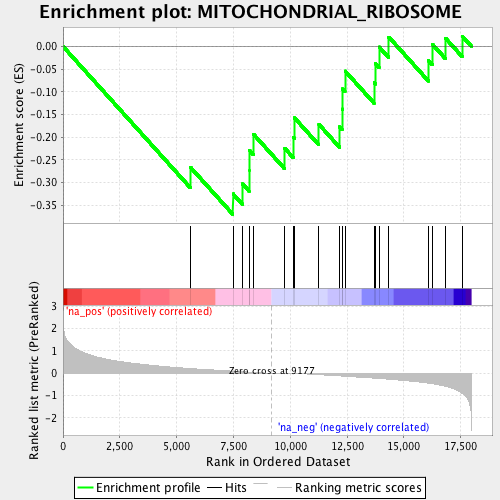 Enrichment plot: MITOCHONDRIAL_RIBOSOME
Enrichment score (ES)
0.00
-0.05
-0.10
-0.15
-0.20
-0.25
-0.30
-0.35
'na_pos' (positively correlated)
Ranked list metric (PreRanked)
3
2
1
0
-1
-2
Zero cross at 9177
'na_neg' (negatively correlated)
0 2,500 5,000 7,500 10,000 12,500 15,000 17,500
Rank in Ordered Dataset
Enrichment profile Hits Ranking metric scores